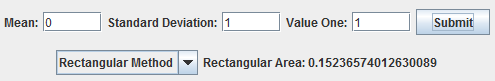 Mean: 0 Standard Deviation: 1 Value One: 1 Submit
Rectangular Method Rectangular Area: 0.15236574012630089